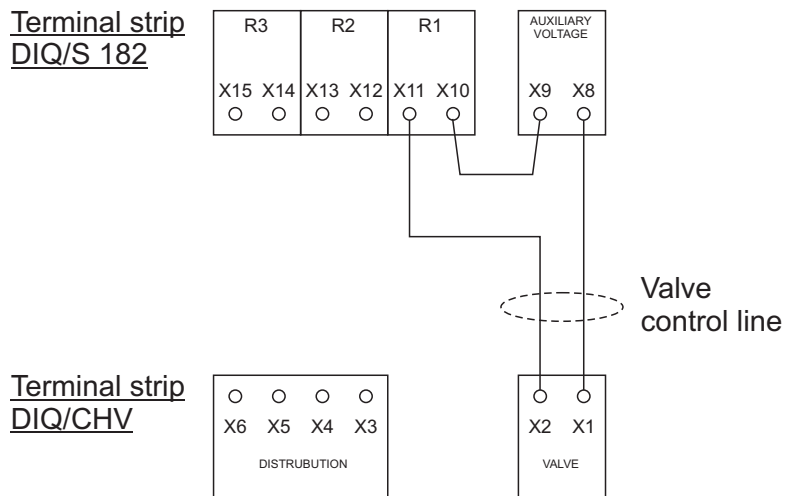 Terminal strip
DIQ/S 182
R3 R2 R1
AUXILIARY
VOLTAGE
X15 X14 X13 X12 X11 X10 X9 X8
Valve
control line
Terminal strip
DIQ/CHV
X6 X5 X4 X3 X2 X1
DISTRUBUTION VALVE